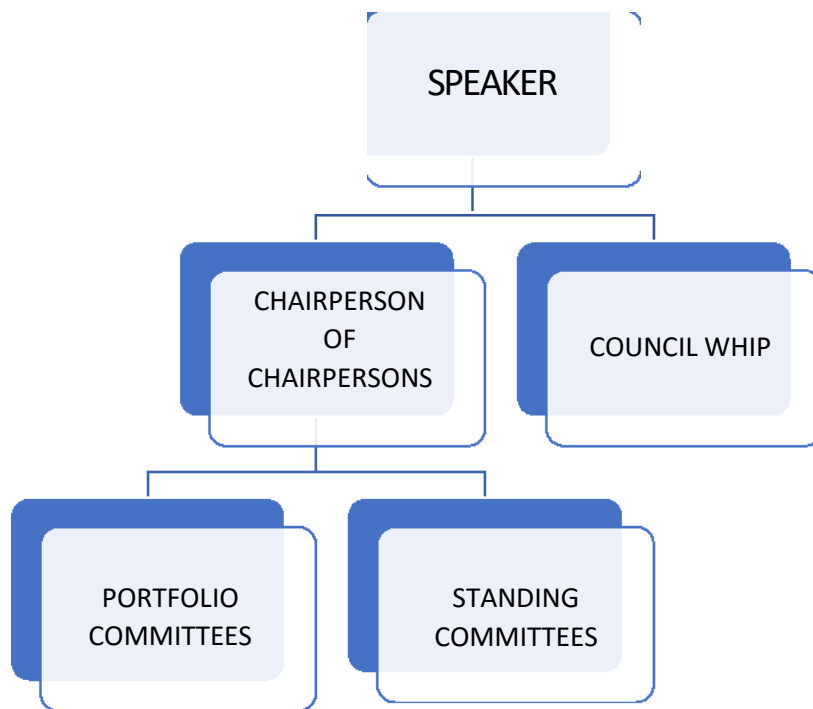 SPEAKER
CHAIRPERSON
OF
CHAIRPERSONS
COUNCIL WHIP
PORTFOLIO
COMMITTEES
STANDING
COMMITTEES